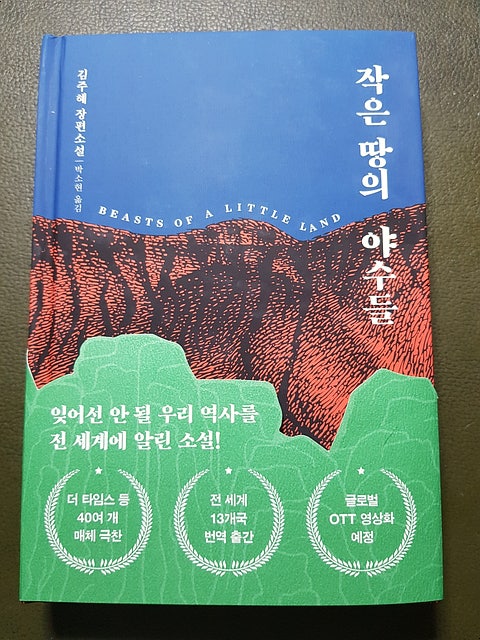 작은 땅의 야수들
김주혜 장편소설 | 박소현 옮김
BEASTS OF A LITTLE LAND
잊어선 안 될 우리 역사를
전 세계에 알린 소설!
더 타임스 등
40여 개
매체 극찬
전 세계
13개국
번역 출간
글로벌
OTT 영상화
예정